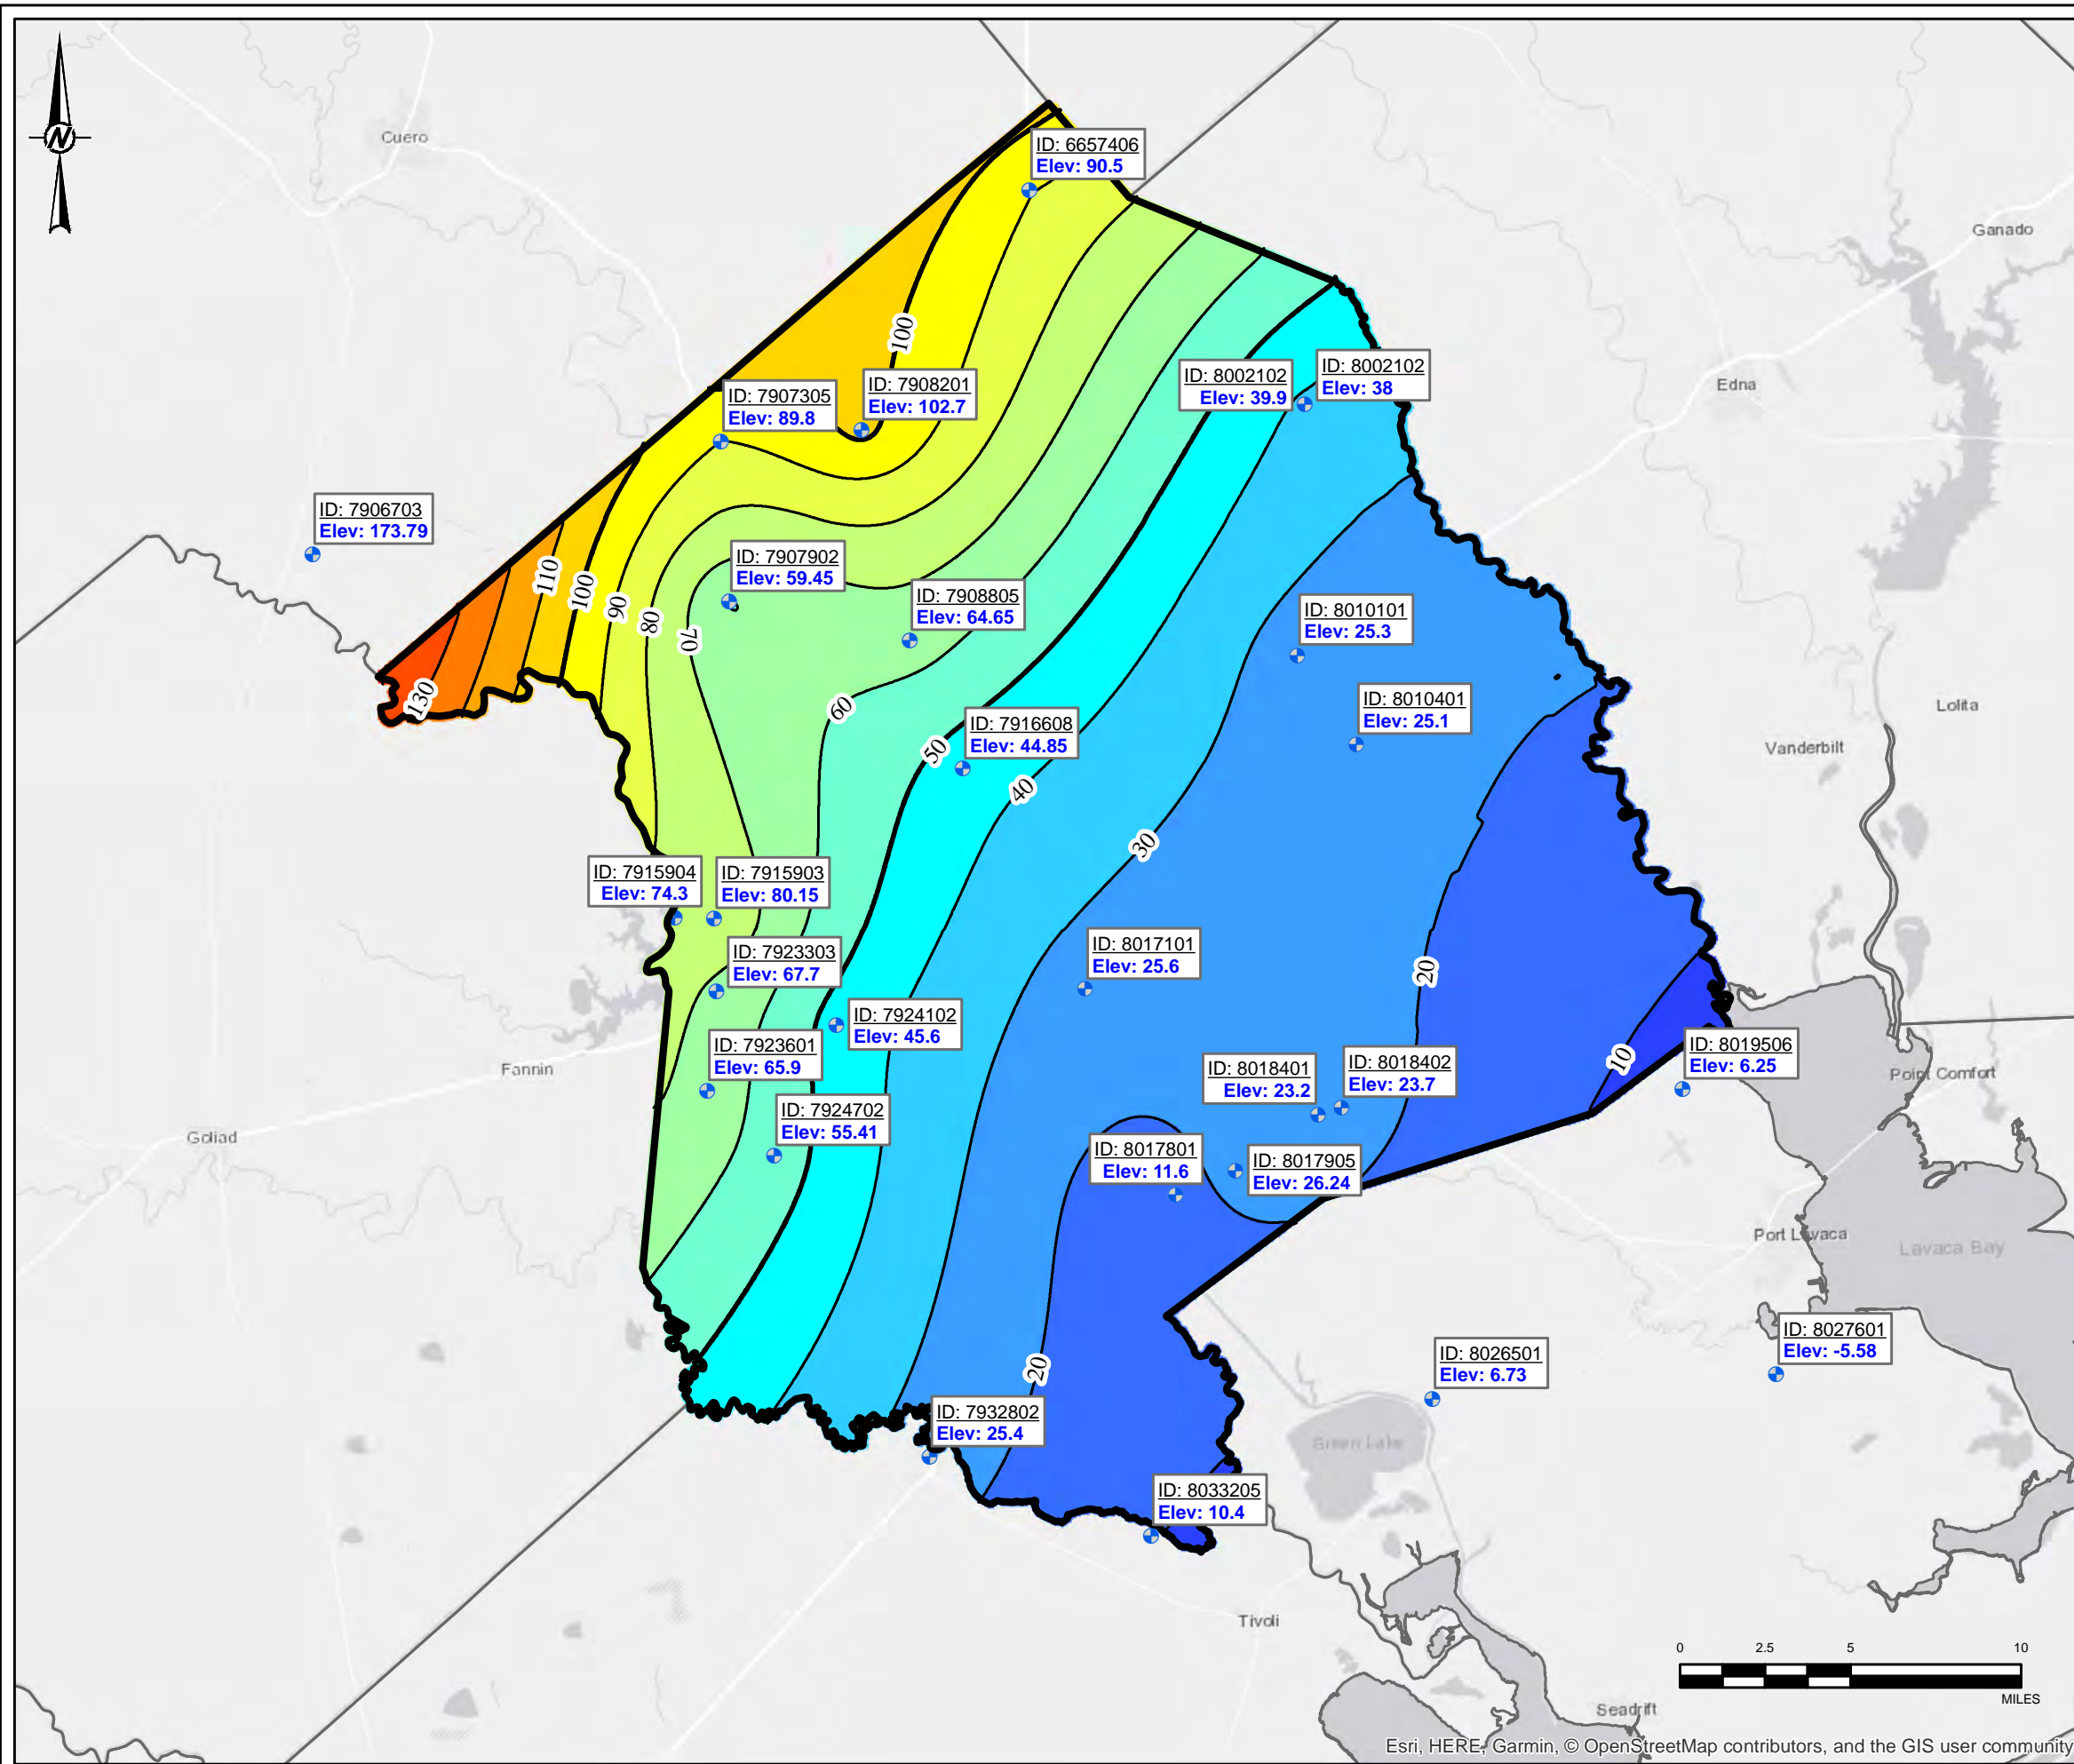 N
Cuero
ID: 6657406
Elev: 90.5
Ganado
100
ID: 8002102
Elev: 39.9
ID: 8002102
Elev: 38
Edna
ID: 7907305
Elev: 89.8
ID: 7908201
Elev: 102.7
ID: 7906703
Elev: 173.79
110
100
90
80
70
130
ID: 7907902
Elev: 59.45
ID: 7908805
Elev: 64.65
ID: 8010101
Elev: 25.3
60
ID: 7916608
Elev: 44.85
50
40
ID: 8010401
Elev: 25.1
Lolita
Vanderbilt
30
ID: 7915904
Elev: 74.3
ID: 7915903
Elev: 80.15
ID: 7923303
Elev: 67.7
ID: 8017101
Elev: 25.6
20
ID: 7924102
Elev: 45.6
ID: 7923601
Elev: 65.9
Fannin
ID: 8018401
Elev: 23.2
ID: 8018402
Elev: 23.7
10
ID: 8019506
Elev: 6.25
Point Comfort
Goliad
ID: 7924702
Elev: 55.41
ID: 8017801
Elev: 11.6
ID: 8017905
Elev: 26.24
Port Lavaca
Lavaca Bay
ID: 8027601
Elev: -5.58
20
ID: 8026501
Elev: 6.73
ID: 7932802
Elev: 25.4
Green Lake
ID: 8033205
Elev: 10.4
Tivoli
0 2.5 5 10
MILES
Seadrift
Esri, HERE, Garmin, © OpenStreetMap contributors, and the GIS user community